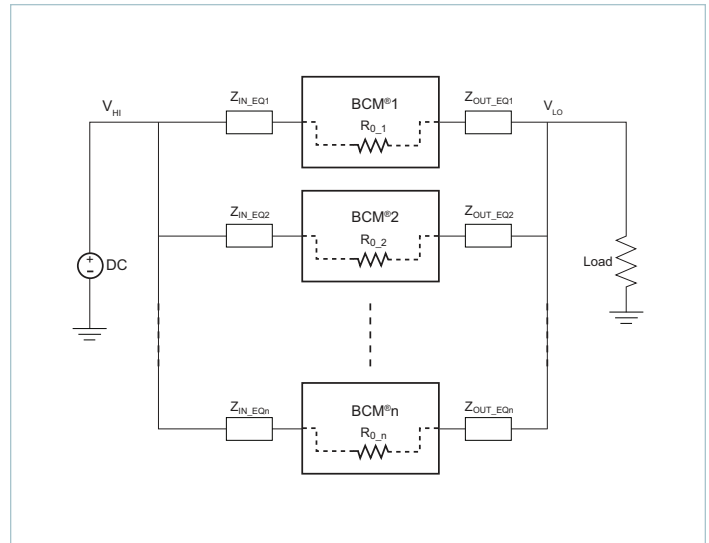 V_HI
Z_IN_EQ1
BCM®1
R_0_1
Z_OUT_EQ1
V_LO
Z_IN_EQ2
BCM®2
R_0_2
Z_OUT_EQ2
+
-
DC
Load
Z_IN_EQn
BCM®n
R_0_n
Z_OUT_EQn